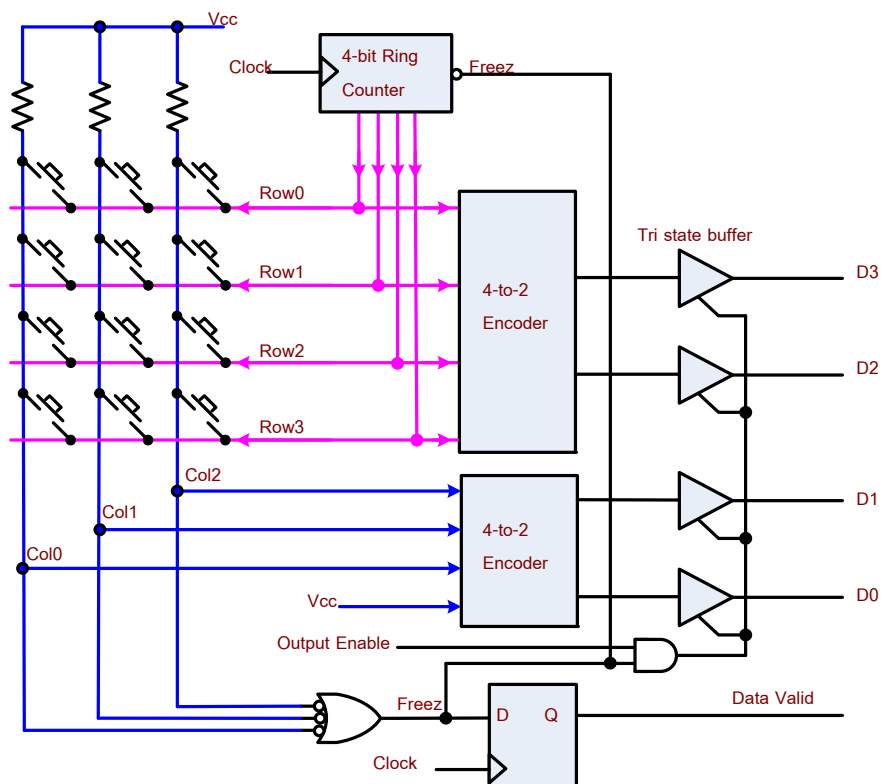 Vcc
4-bit Ring
Counter
Clock
Freez
Row0
Row1
Row2
Row3
4-to-2
Encoder
Tri state buffer
D3
D2
D1
D0
Col2
Col1
Col0
4-to-2
Encoder
Vcc
Output Enable
Freez
D
Q
Data Valid
Clock